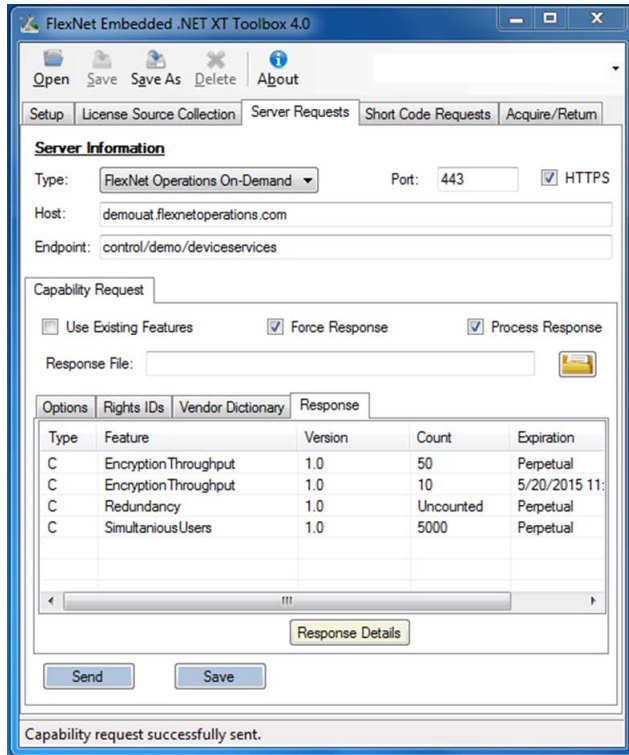 FlexNet Embedded .NET XT Toolbox 4.0
Open Save Save As Delete About
Setup License Source Collection Server Requests Short Code Requests Acquire/Return
Server Information
Type: FlexNet Operations On-Demand Port: 443 HTTPS
Host: demouat.flexnetoperations.com
Endpoint: control/demo/deviceservices
Capability Request
Use Existing Features Force Response Process Response
Response File:
Options Rights IDs Vendor Dictionary Response
Type Feature Version Count Expiration
C EncryptionThroughput 1.0 50 Perpetual
C EncryptionThroughput 1.0 10 5/20/2015 11:
C Redundancy 1.0 Uncounted Perpetual
C SimultaniousUsers 1.0 5000 Perpetual
Response Details
Send Save
Capability request successfully sent.